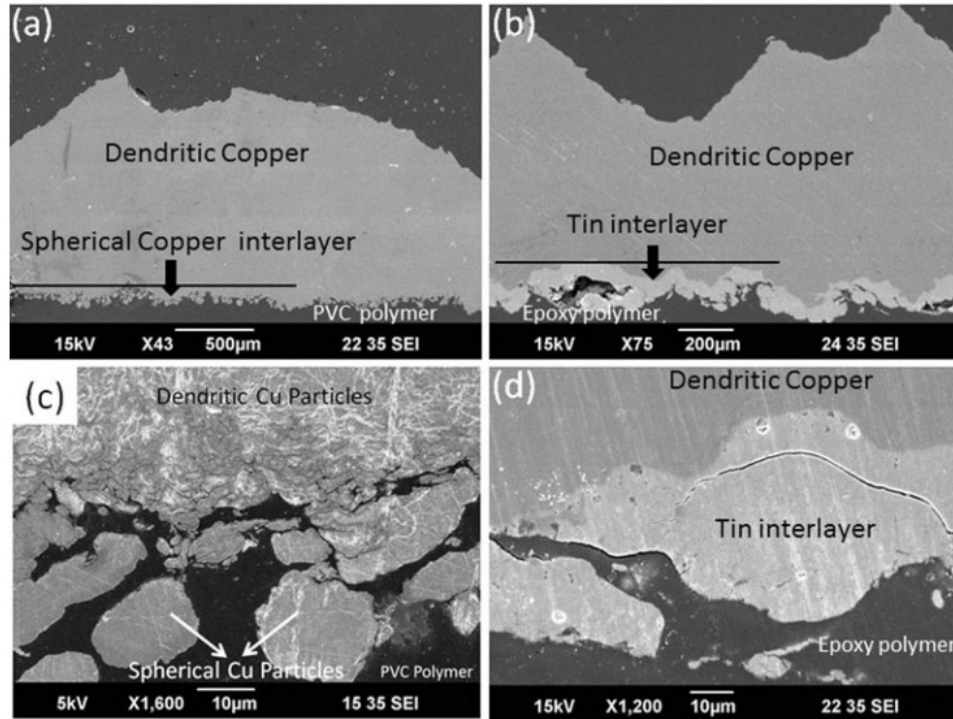 (a)
Dendritic Copper
Spherical Copper interlayer
PVC polymer
15kV X43 500µm 22 35 SEI
(b)
Dendritic Copper
Tin interlayer
Epoxy polymer
15kV X75 200µm 24 35 SEI
(c)
Dendritic Cu Particles
Spherical Cu Particles
PVC Polymer
5kV X1,600 10µm 15 35 SEI
(d)
Dendritic Copper
Tin interlayer
Epoxy polymer
15kV X1,200 10µm 22 35 SEI